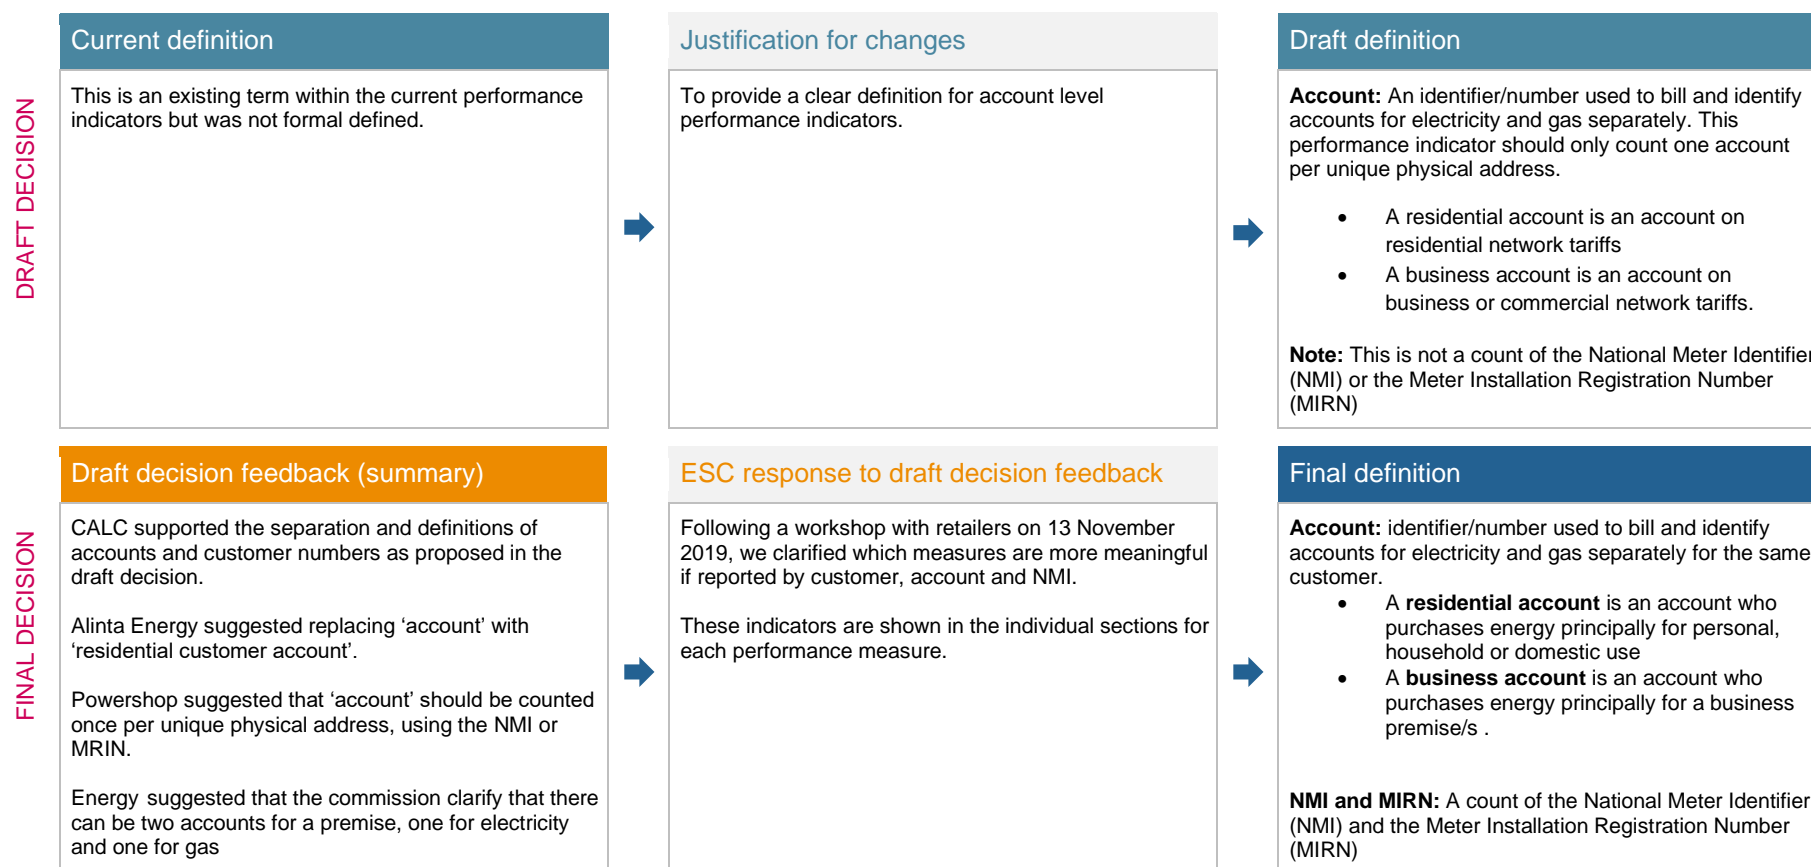 DRAFT DECISION
Current definition
This is an existing term within the current performance
indicators but was not formal defined.
Justification for changes
To provide a clear definition for account level
performance indicators.
Draft definition
Account: An identifier/number used to bill and identify
accounts for electricity and gas separately. This
performance indicator should only count one account
per unique physical address.
• A residential account is an account on
residential network tariffs
• A business account is an account on
business or commercial network tariffs.
Note: This is not a count of the National Meter Identifier
(NMI) or the Meter Installation Registration Number
(MIRN)
FINAL DECISION
Draft decision feedback (summary)
CALC supported the separation and definitions of
accounts and customer numbers as proposed in the
draft decision.
Alinta Energy suggested replacing ‘account’ with
‘residential customer account’.
Powershop suggested that ‘account’ should be counted
once per unique physical address, using the NMI or
MRIN.
Energy suggested that the commission clarify that there
can be two accounts for a premise, one for electricity
and one for gas
ESC response to draft decision feedback
Following a workshop with retailers on 13 November
2019, we clarified which measures are more meaningful
if reported by customer, account and NMI.
These indicators are shown in the individual sections for
each performance measure.
Final definition
Account: identifier/number used to bill and identify
accounts for electricity and gas separately for the same
customer.
• A residential account is an account who
purchases energy principally for personal,
household or domestic use
• A business account is an account who
purchases energy principally for a business
premise/s .
NMI and MIRN: A count of the National Meter Identifier
(NMI) and the Meter Installation Registration Number
(MIRN)